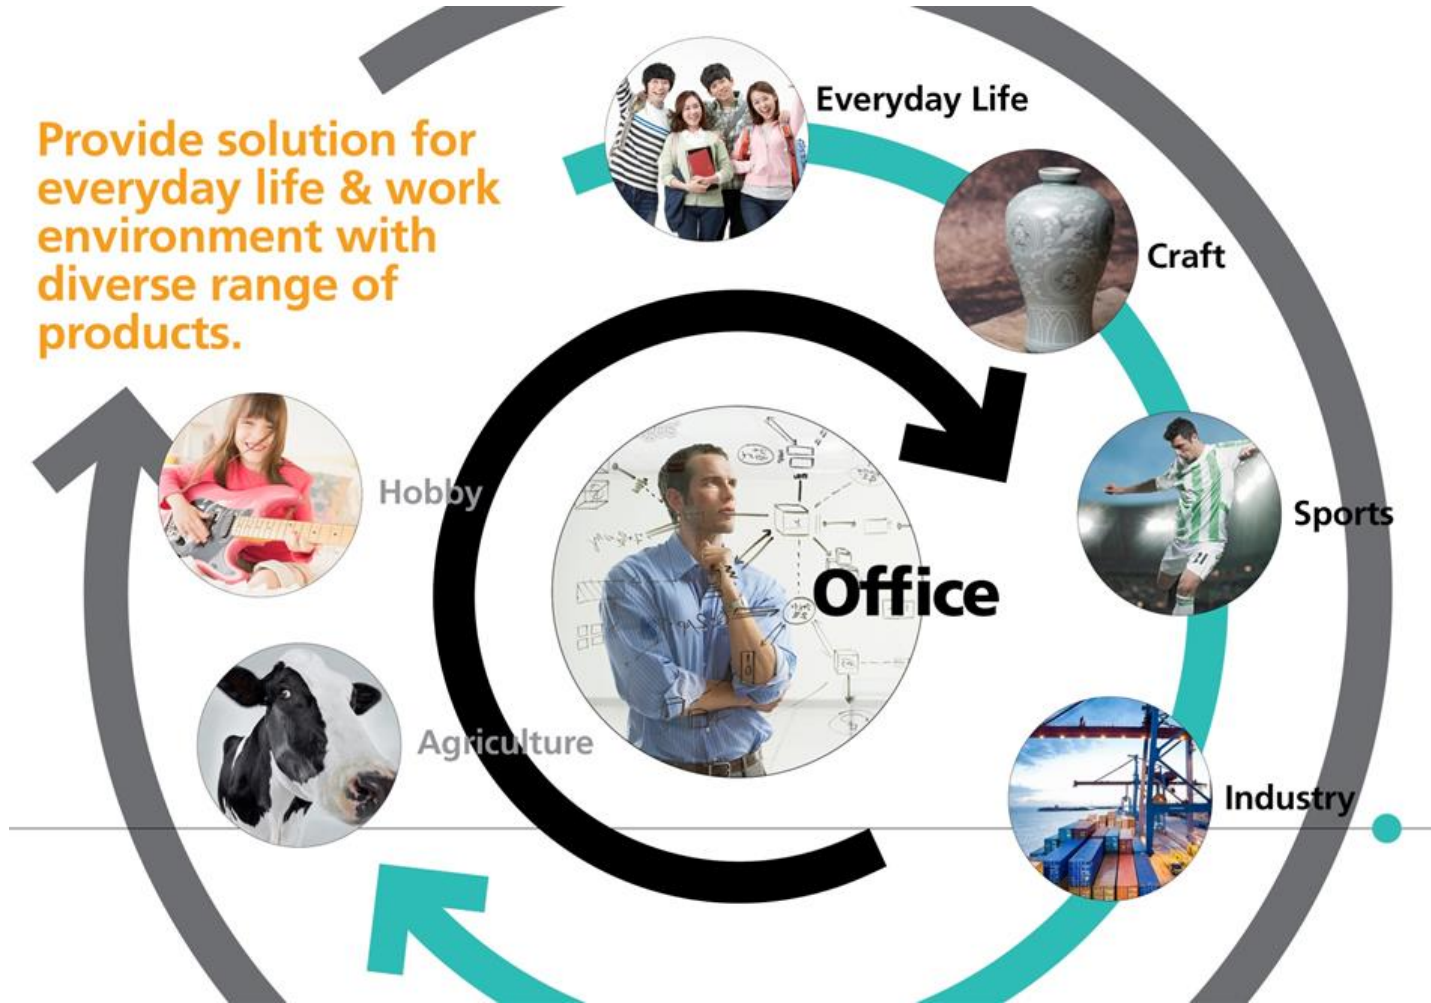 Everyday Life
Provide solution for
everyday life & work
environment with
diverse range of
products.
Craft
Hobby
Sports
Office
Agriculture
Industry
11